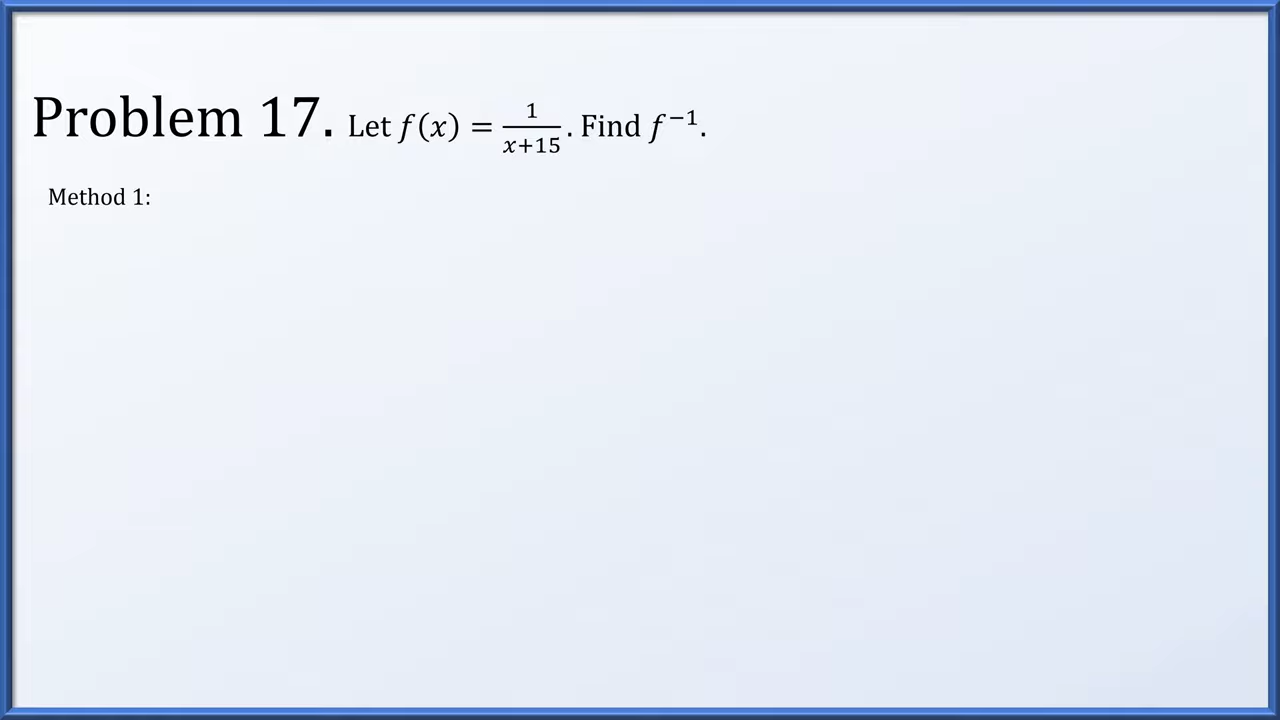 Problem 17. Let f(x) = 1/(x+15). Find f⁻¹.
Method 1: